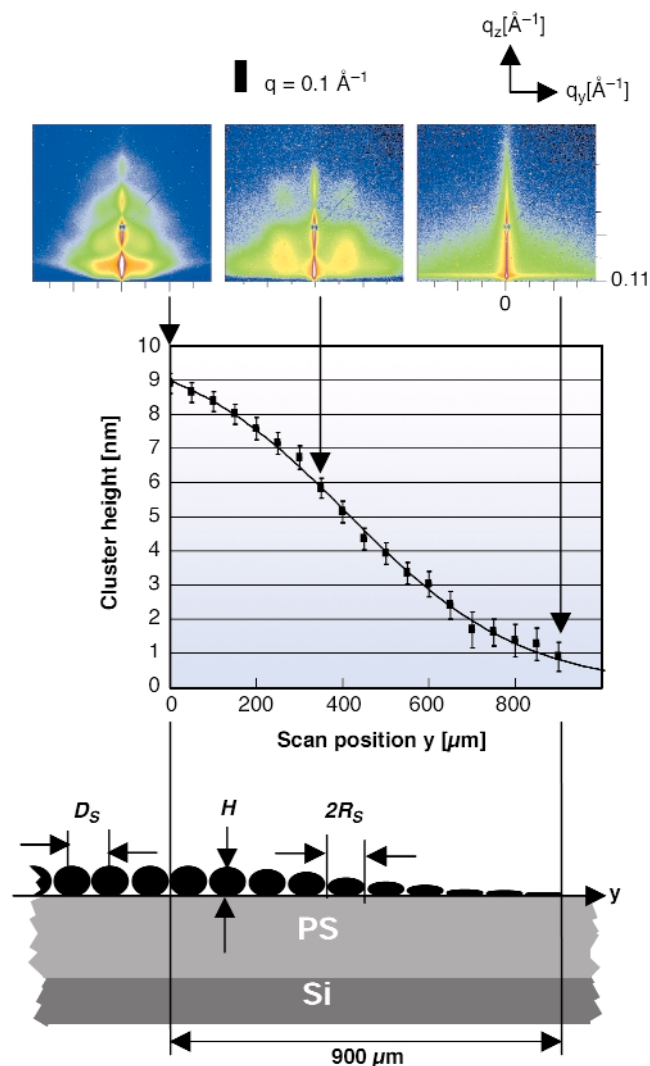 q_z[Å⁻¹]
q = 0.1 Å⁻¹
q_y[Å⁻¹]
0.11
0
10
9
8
7
6
5
4
3
2
1
0
Cluster height [nm]
0 200 400 600 800
Scan position y [µm]
D_S H 2R_S
y
PS
Si
900 µm